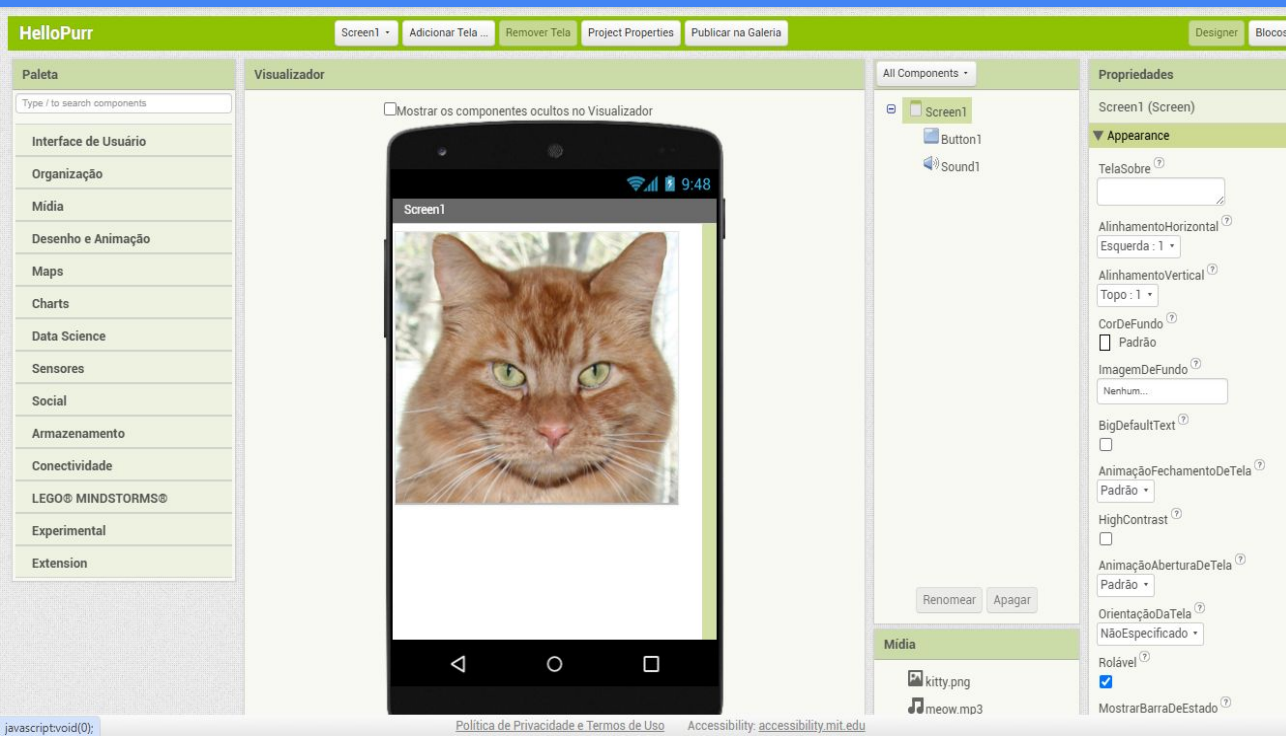 HelloPurr
Screen1
Adicionar Tela ...
Remover Tela
Project Properties
Publicar na Galeria
Designer
Blocos
Paleta
Type / to search components
Interface de Usuário
Organização
Mídia
Desenho e Animação
Maps
Charts
Data Science
Sensores
Social
Armazenamento
Conectividade
LEGO® MINDSTORMS®
Experimental
Extension
Visualizador
Mostrar os componentes ocultos no Visualizador
9:48
Screen1
All Components
Screen1
Button1
Sound1
Renomear
Apagar
Mídia
kitty.png
meow.mp3
Propriedades
Screen1 (Screen)
Appearance
TelaSobre ?
AlinhamentoHorizontal ?
Esquerda : 1
AlinhamentoVertical ?
Topo : 1
CorDeFundo ?
Padrão
ImagemDeFundo ?
Nenhum...
BigDefaultText ?
AnimaçãoFechamentoDeTela ?
Padrão
HighContrast ?
AnimaçãoAberturaDeTela ?
Padrão
OrientaçãoDaTela ?
NãoEspecificado
Rolável ?
MostrarBarraDeEstado ?
javascript:void(0);
Política de Privacidade e Termos de Uso
Accessibility: accessibility.mit.edu